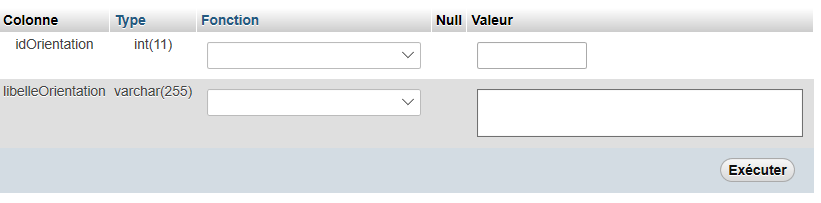 Colonne Type Fonction Null Valeur
idOrientation int(11)
libelleOrientation varchar(255)
Exécuter